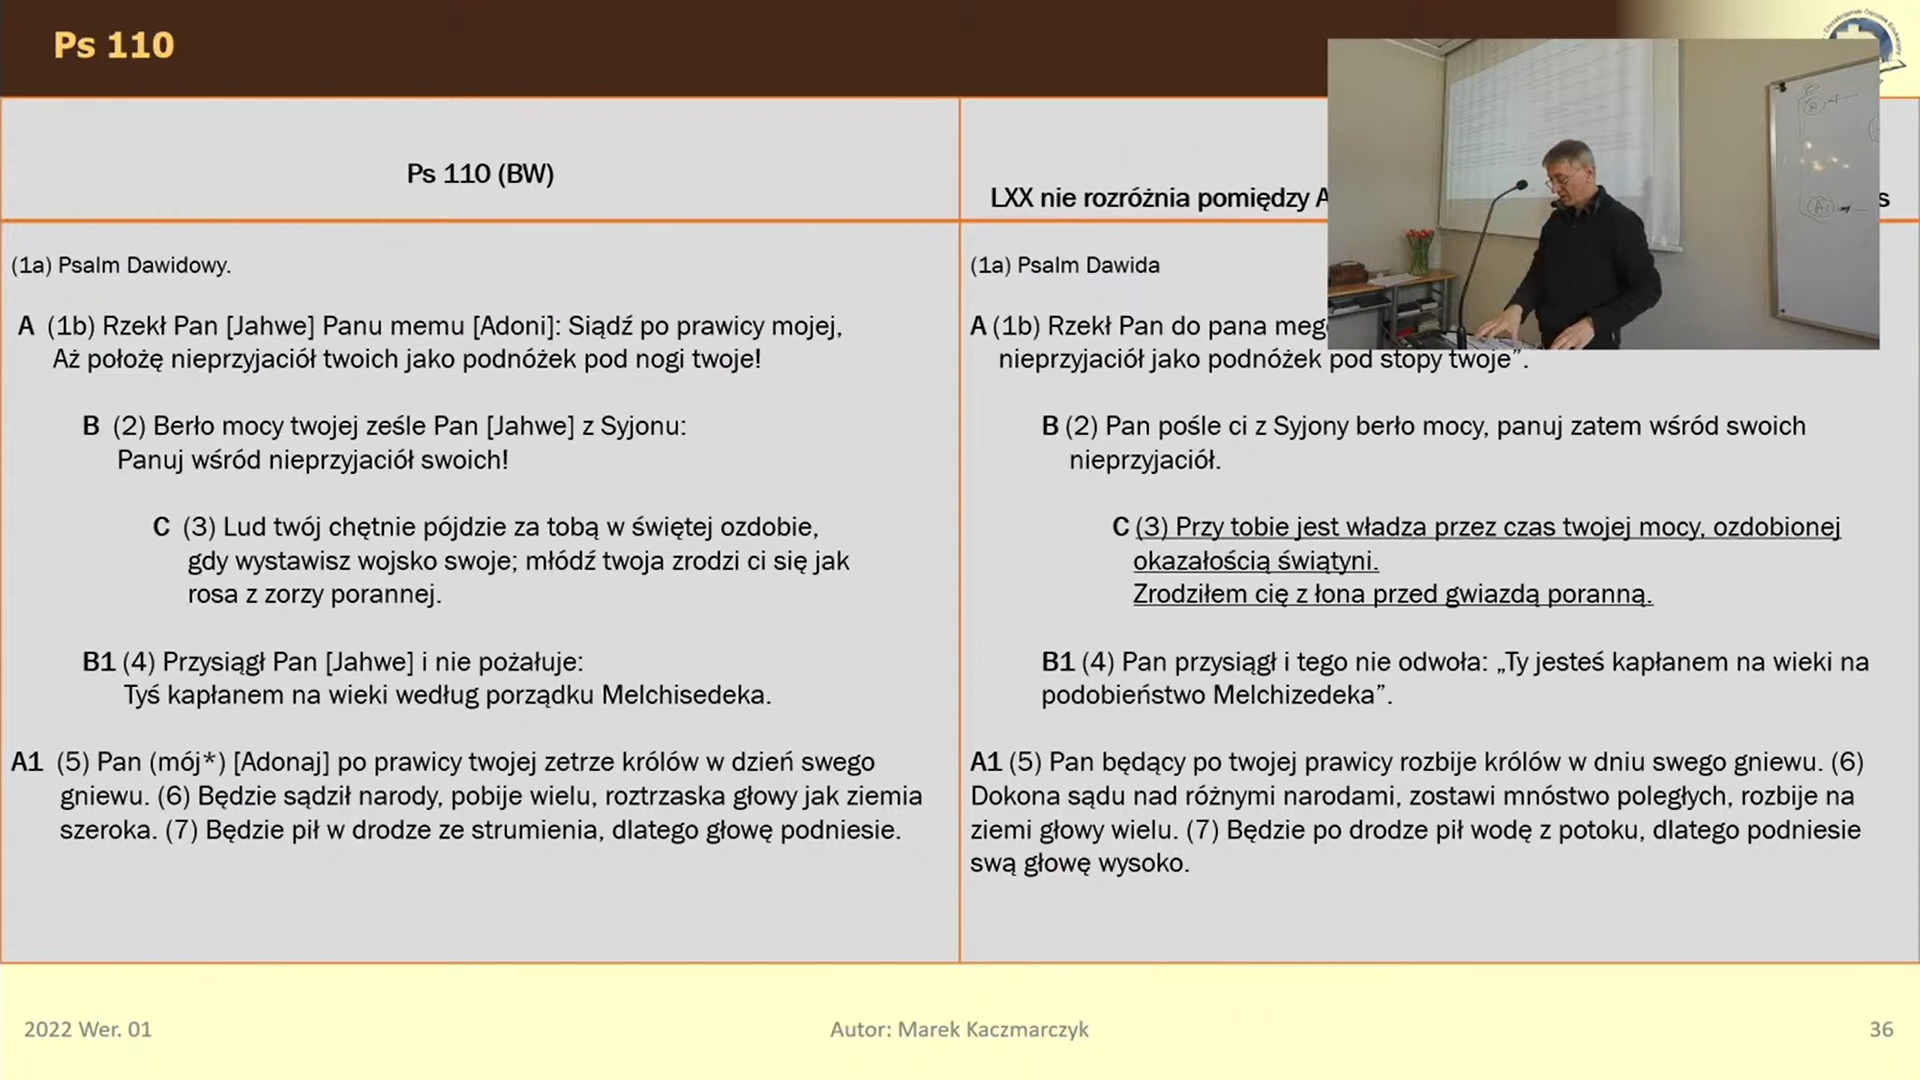 Ps 110
Ps 110 (BW)
(1a) Psalm Dawidowy.
A (1b) Rzekł Pan [Jahwe] Panu memu [Adoni]: Siądź po prawicy mojej,
Aż położę nieprzyjaciół twoich jako podnóżek pod nogi twoje!
B (2) Berło mocy twojej ześle Pan [Jahwe] z Syjonu:
Panuj wśród nieprzyjaciół swoich!
C (3) Lud twój chętnie pójdzie za tobą w świętej ozdobie,
gdy wystawisz wojsko swoje; młódź twoja zrodzi ci się jak
rosa z zorzy porannej.
B1 (4) Przysiągł Pan [Jahwe] i nie pożałuje:
Tyś kapłanem na wieki według porządku Melchisedeka.
A1 (5) Pan (mój*) [Adonaj] po prawicy twojej zetrze królów w dzień swego
gniewu. (6) Będzie sądził narody, pobije wielu, roztrzaska głowy jak ziemia
szeroka. (7) Będzie pił w drodze ze strumienia, dlatego głowę podniesie.
LXX nie rozróżnia pomiędzy A
s
(1a) Psalm Dawida
A (1b) Rzekł Pan do pana meg
nieprzyjaciół jako podnóżek pod stopy twoje”.
B (2) Pan pośle ci z Syjony berło mocy, panuj zatem wśród swoich
nieprzyjaciół.
C (3) Przy tobie jest władza przez czas twojej mocy, ozdobionej
okazałością świątyni.
Zrodziłem cię z łona przed gwiazdą poranną.
B1 (4) Pan przysiągł i tego nie odwoła: „Ty jesteś kapłanem na wieki na
podobieństwo Melchizedeka”.
A1 (5) Pan będący po twojej prawicy rozbije królów w dniu swego gniewu. (6)
Dokona sądu nad różnymi narodami, zostawi mnóstwo poległych, rozbije na
ziemi głowy wielu. (7) Będzie po drodze pił wodę z potoku, dlatego podniesie
swą głowę wysoko.
2022 Wer. 01
Autor: Marek Kaczmarczyk
36